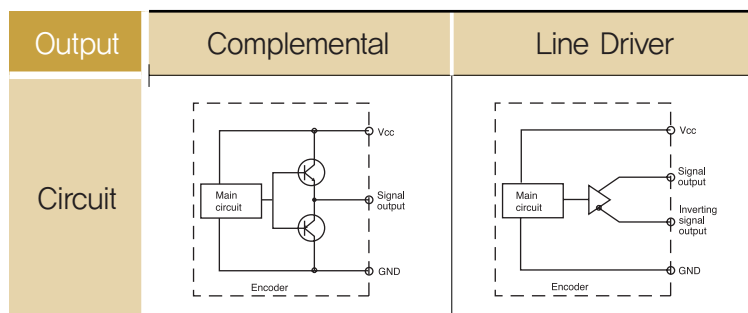 Output
Complemental
Line Driver
Circuit
Main
circuit
Vcc
Signal
output
GND
Encoder
Main
circuit
Vcc
Signal
output
Inverting
signal
output
GND
Encoder